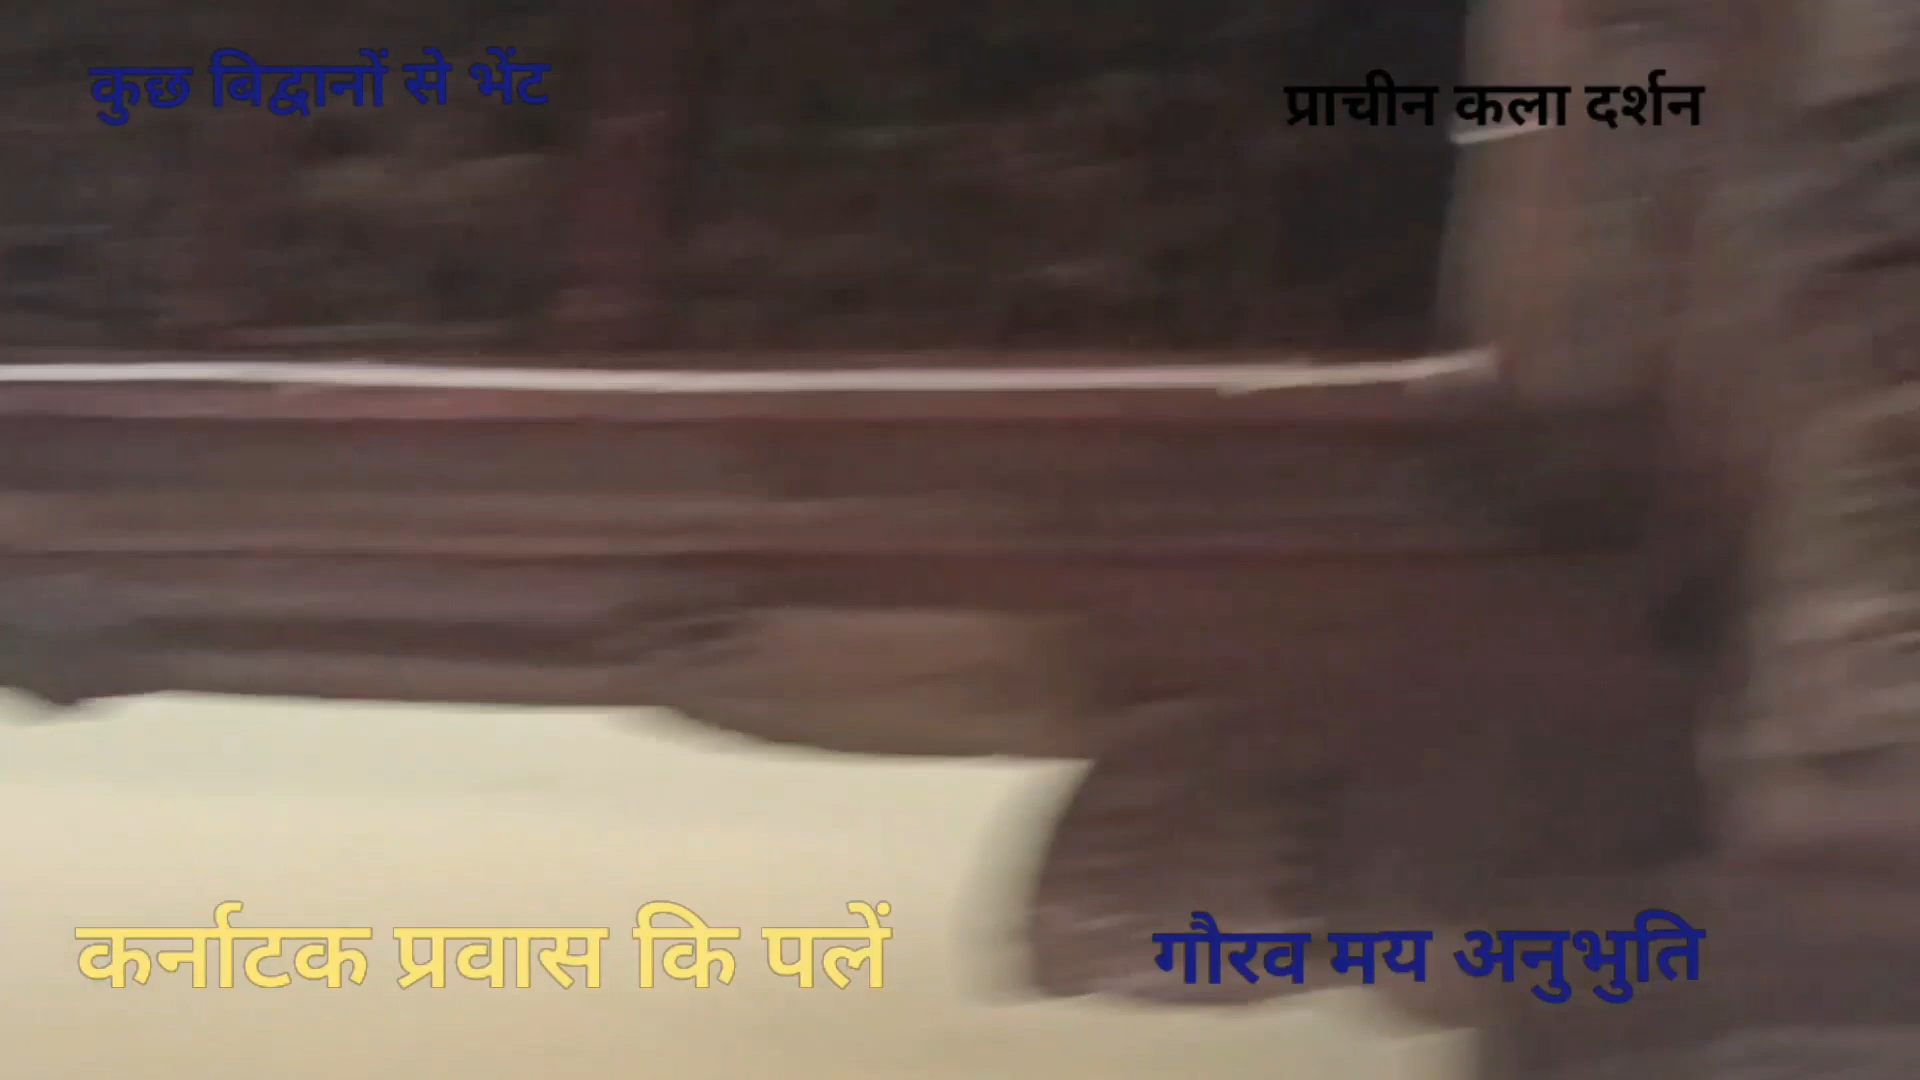 कुछ बिद्वानों से भेंट
प्राचीन कला दर्शन
कर्नाटक प्रवास कि पलें
गौरव मय अनुभुति